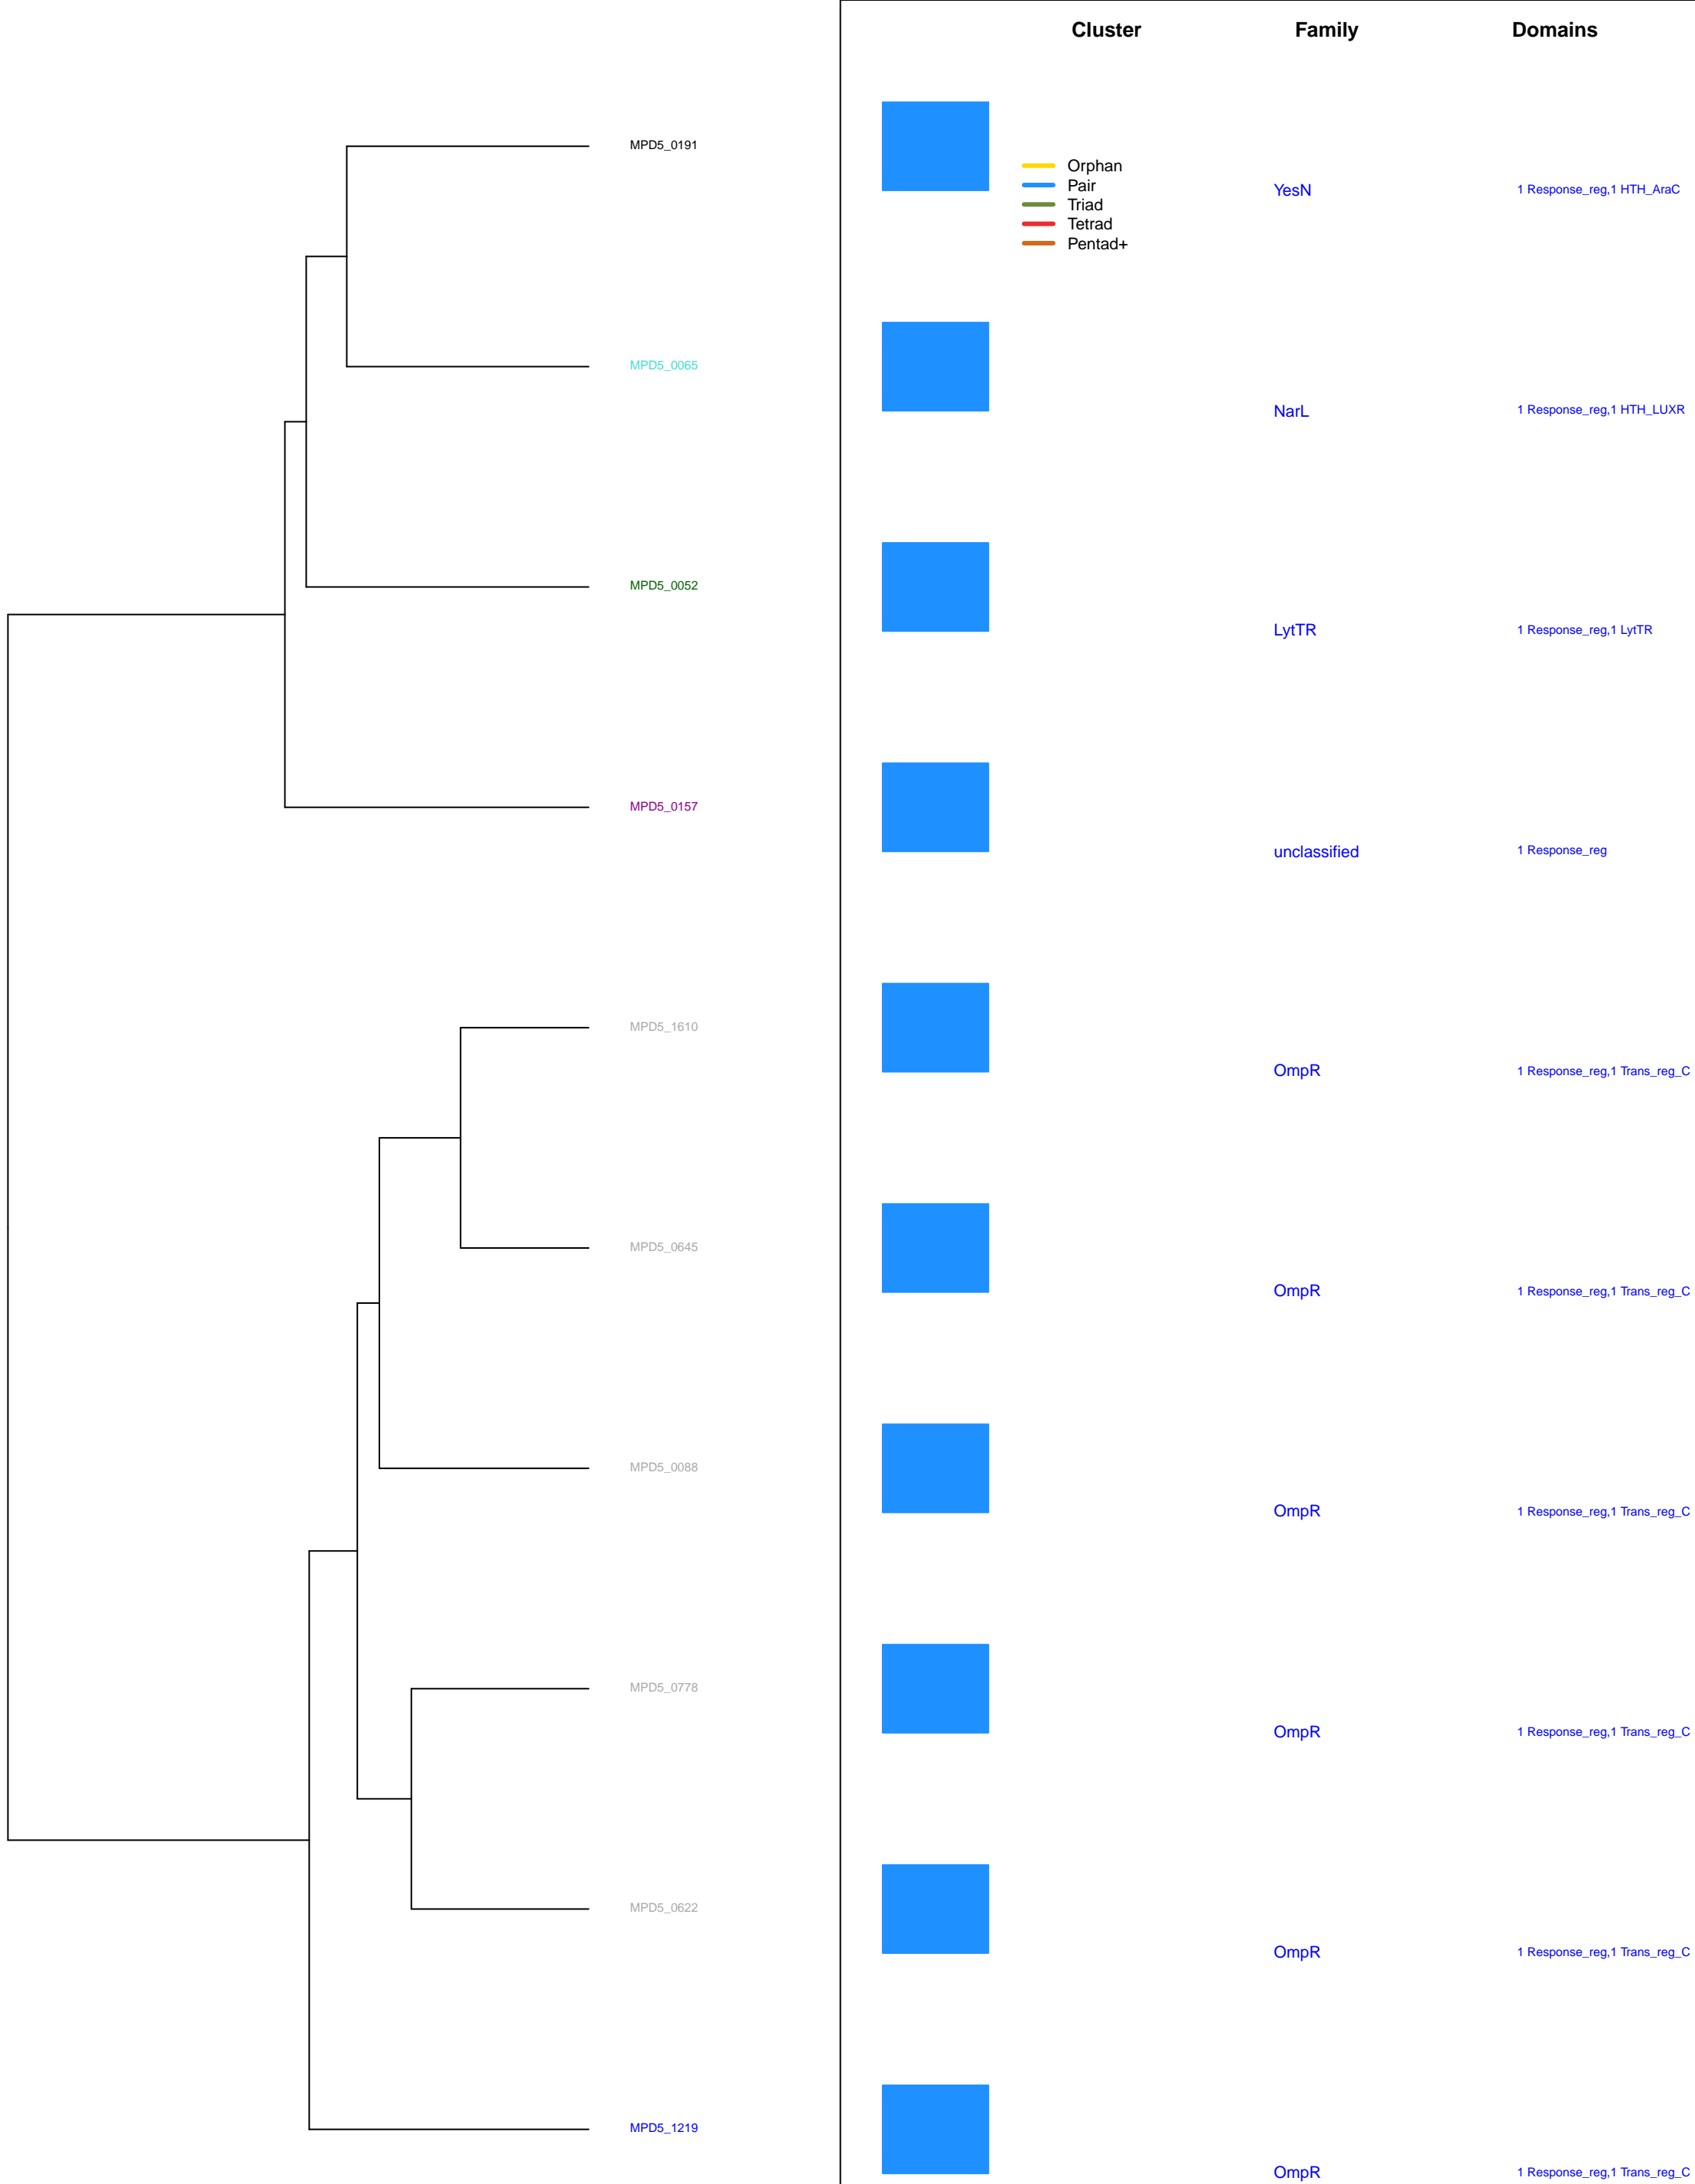 Cluster Family Domains
MPD5_0191
Orphan
Pair
YesN 1 Response_reg,1 HTH_AraC
Triad
Tetrad
Pentad+
MPD5_0065
NarL 1 Response_reg,1 HTH_LUXR
MPD5_0052
LytTR 1 Response_reg,1 LytTR
MPD5_0157
unclassified 1 Response_reg
MPD5_1610
OmpR 1 Response_reg,1 Trans_reg_C
MPD5_0645
OmpR 1 Response_reg,1 Trans_reg_C
MPD5_0088
OmpR 1 Response_reg,1 Trans_reg_C
MPD5_0778
OmpR 1 Response_reg,1 Trans_reg_C
MPD5_0622
OmpR 1 Response_reg,1 Trans_reg_C
MPD5_1219
OmpR 1 Response_reg,1 Trans_reg_C